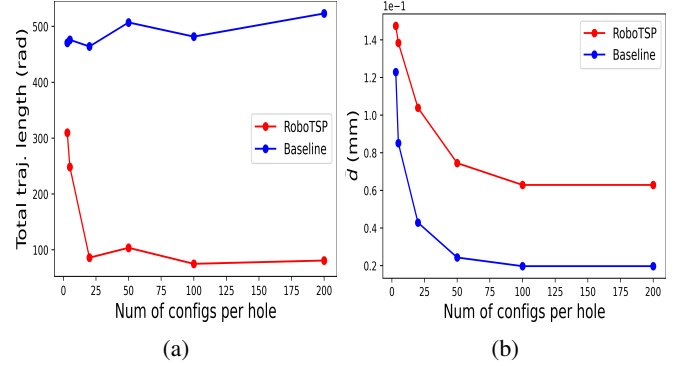 500
400
300
200
100
0
25
50
75
100
125
150
175
200
Total traj. length (rad)
Num of configs per hole
RoboTSP
Baseline
(a)
1e−1
1.4
1.2
1.0
0.8
0.6
0.4
0.2
0
25
50
75
100
125
150
175
200
d̄ (mm)
Num of configs per hole
RoboTSP
Baseline
(b)